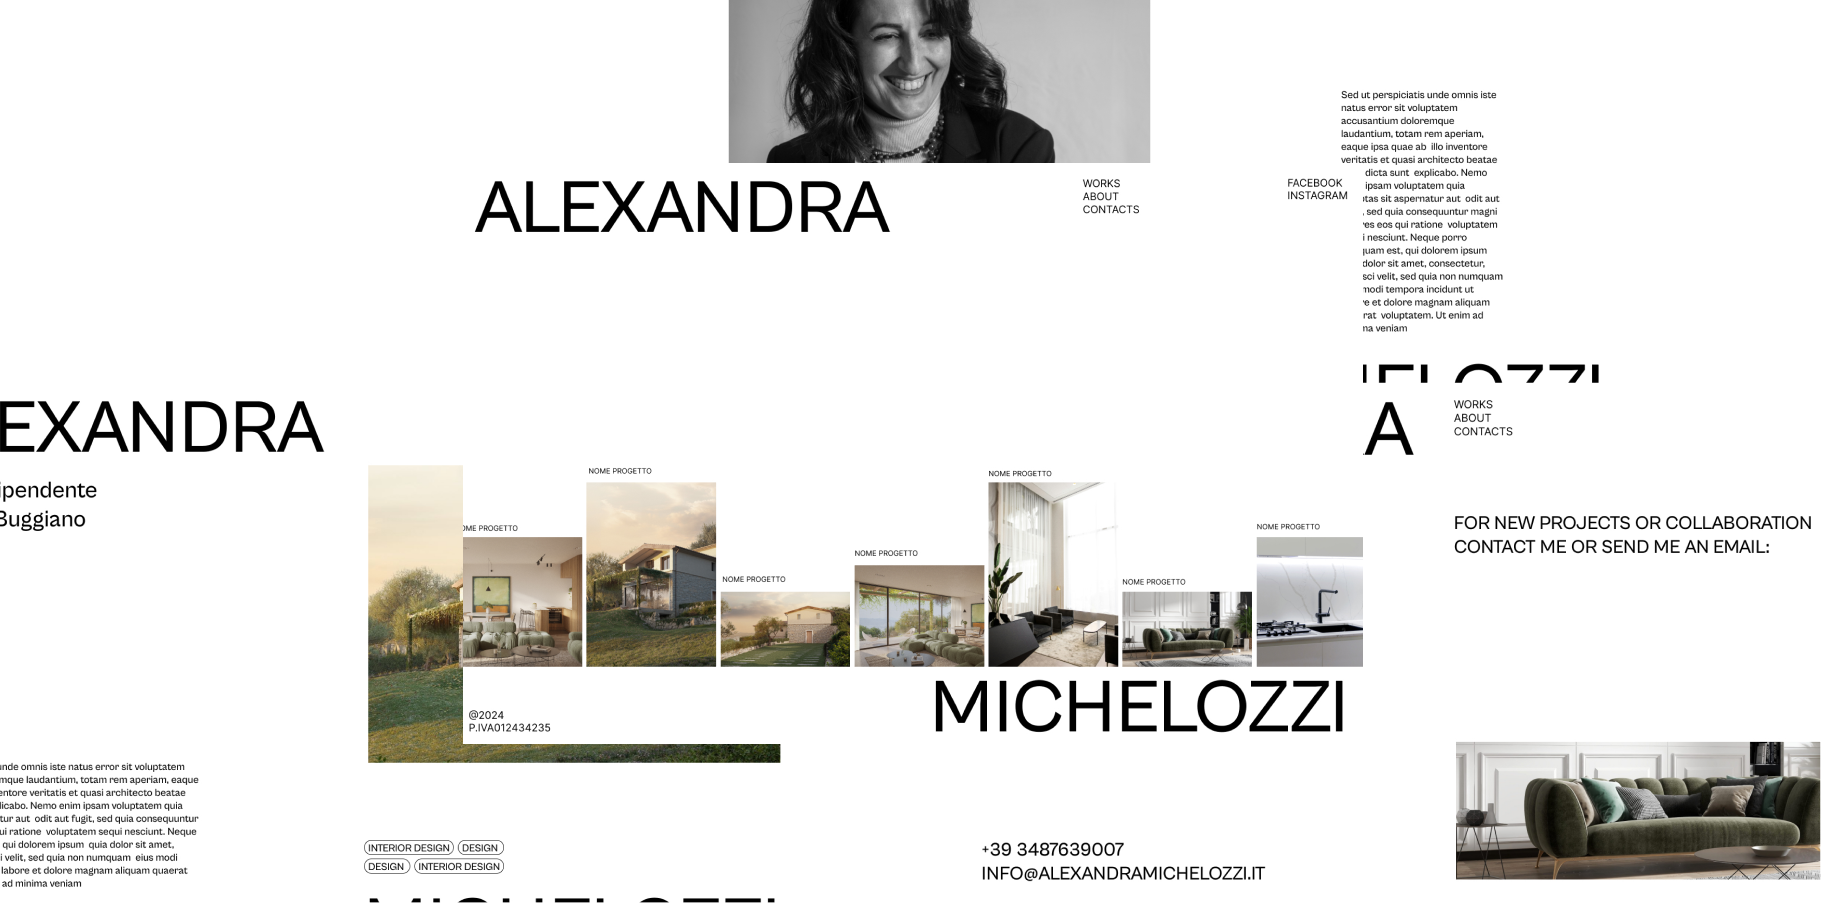 Sed ut perspiciatis unde omnis iste
natus error sit voluptatem
accusantium doloremque
laudantium, totam rem aperiam,
eaque ipsa quae ab illo inventore
veritatis et quasi architecto beatae
dicta sunt explicabo. Nemo
ipsam voluptatem quia
sit aspernatur aut odit aut
, sed quia consequuntur magni
eos qui ratione voluptatem
nesciunt. Neque porro
est, qui dolorem ipsum
dolor sit amet, consectetur,
velit, sed quia non numquam
modi tempora incidunt ut
et dolore magnam aliquam
voluptatem. Ut enim ad
veniam
ALEXANDRA
WORKS
ABOUT
CONTACTS
FACEBOOK
INSTAGRAM
ELOZZI
EXANDRA
ipendente
Buggiano
A
WORKS
ABOUT
CONTACTS
NOME PROGETTO
NOME PROGETTO
NOME PROGETTO
NOME PROGETTO
NOME PROGETTO
NOME PROGETTO
OME PROGETTO
FOR NEW PROJECTS OR COLLABORATION
CONTACT ME OR SEND ME AN EMAIL:
MICHELOZZI
@2024
P.IVA012434235
unde omnis iste natus error sit voluptatem
mque laudantium, totam rem aperiam, eaque
entore veritatis et quasi architecto beatae
licabo. Nemo enim ipsam voluptatem quia
tur aut odit aut fugit, sed quia consequuntur
ui ratione voluptatem sequi nesciunt. Neque
qui dolorem ipsum quia dolor sit amet,
i velit, sed quia non numquam eius modi
labore et dolore magnam aliquam quaerat
ad minima veniam
INTERIOR DESIGN DESIGN
DESIGN INTERIOR DESIGN
+39 3487639007
INFO@ALEXANDRAMICHELOZZI.IT
MICHELOZZI